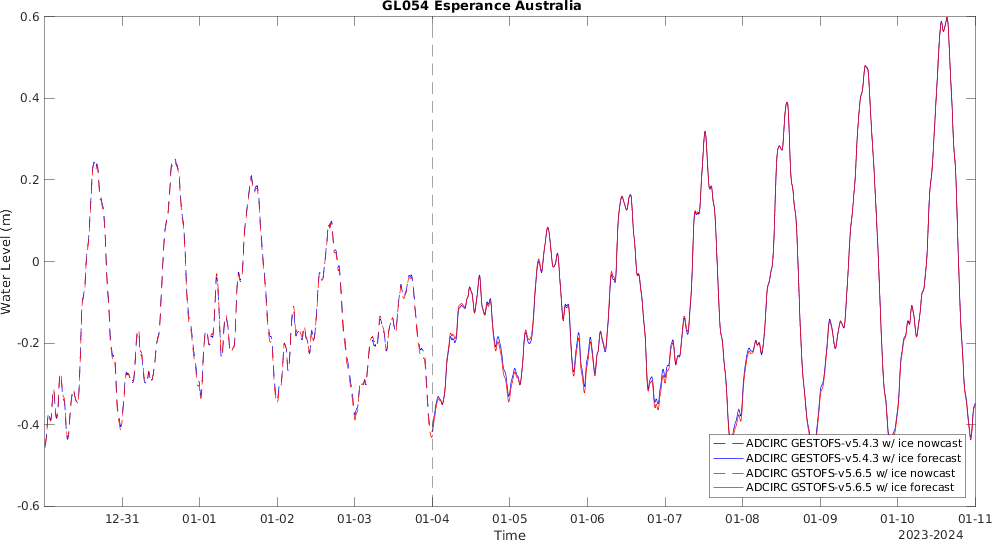 GL054 Esperance Australia
Water Level (m)
0.6
0.4
0.2
0
-0.2
-0.4
-0.6
ADCIRC GESTOFS-v5.4.3 w/ ice nowcast
ADCIRC GESTOFS-v5.4.3 w/ ice forecast
ADCIRC GSTOFS-v5.6.5 w/ ice nowcast
ADCIRC GSTOFS-v5.6.5 w/ ice forecast
12-31 01-01 01-02 01-03 01-04 01-05 01-06 01-07 01-08 01-09 01-10 01-11
Time
2023-2024